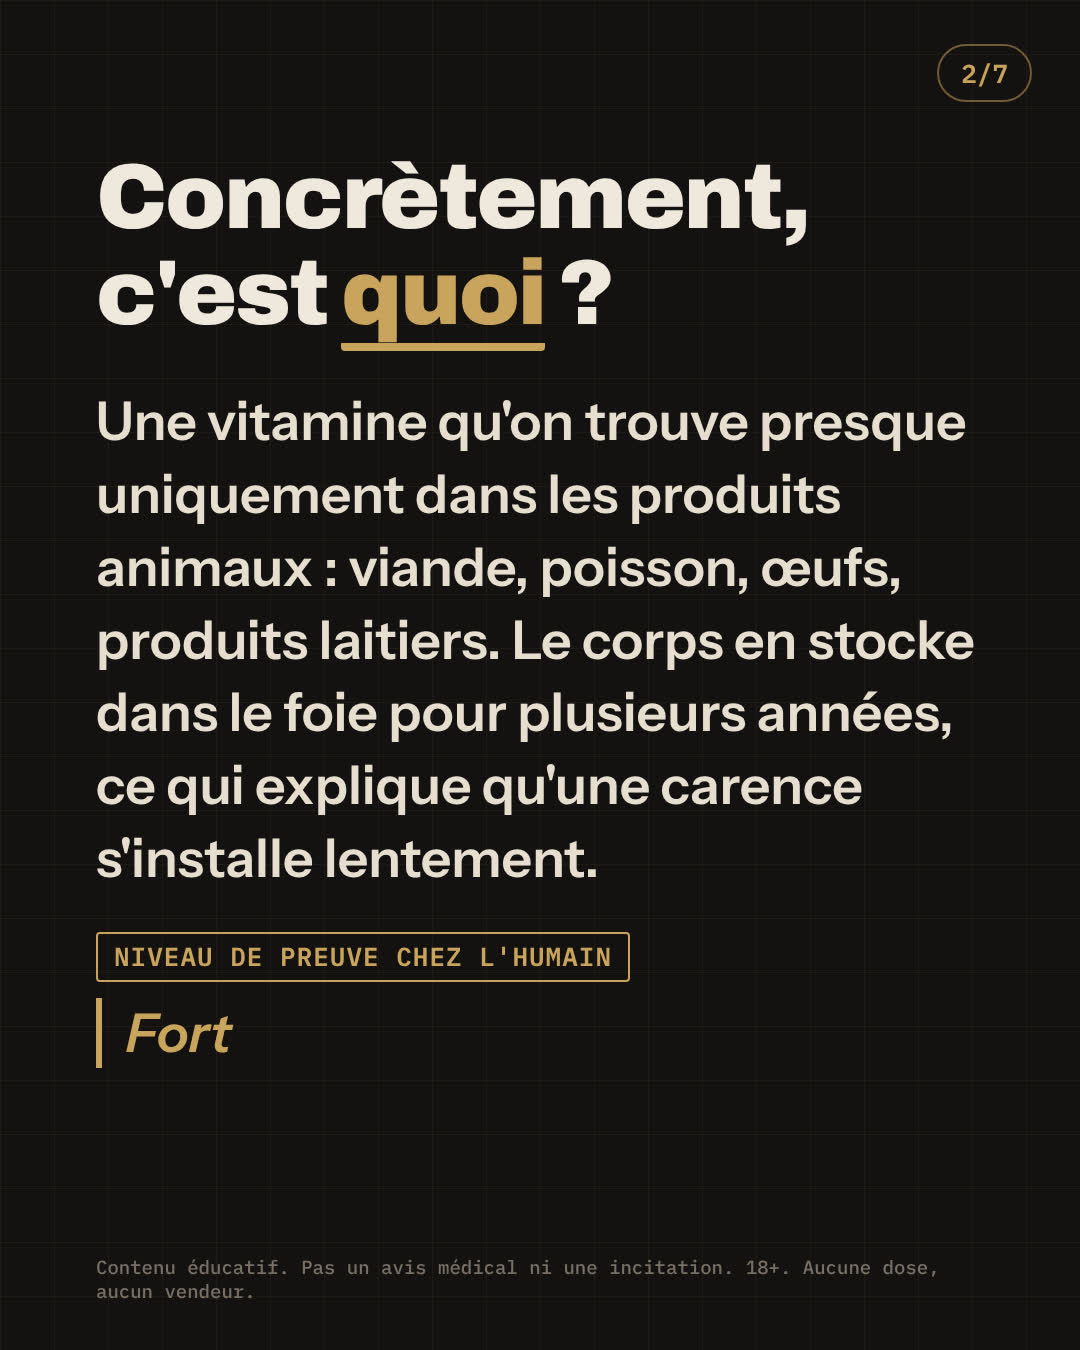 2/7
Concrètement,
c'est quoi ?
Une vitamine qu'on trouve presque
uniquement dans les produits
animaux : viande, poisson, œufs,
produits laitiers. Le corps en stocke
dans le foie pour plusieurs années,
ce qui explique qu'une carence
s'installe lentement.
NIVEAU DE PREUVE CHEZ L'HUMAIN
Fort
Contenu éducatif. Pas un avis médical ni une incitation. 18+. Aucune dose,
aucun vendeur.